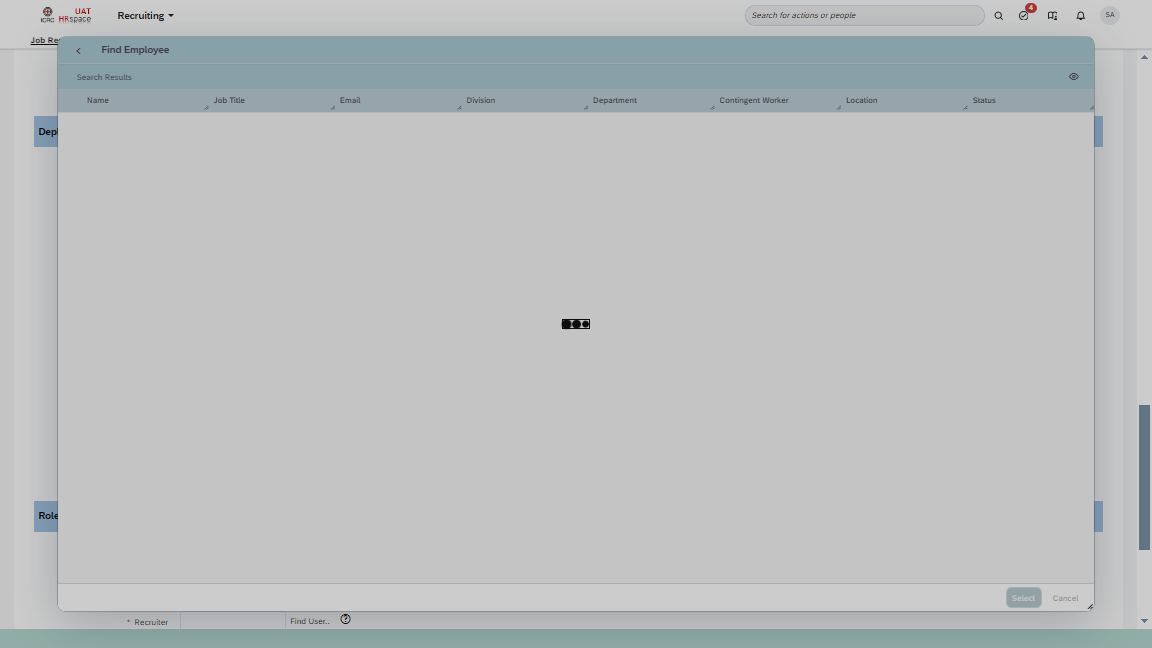 ICRC
UAT
HRspace
Recruiting
Search for actions or people
4
SA
Job Re
Find Employee
Search Results
Name Job Title Email Division Department Contingent Worker Location Status
Depl
Role
Select Cancel
* Recruiter Find User..